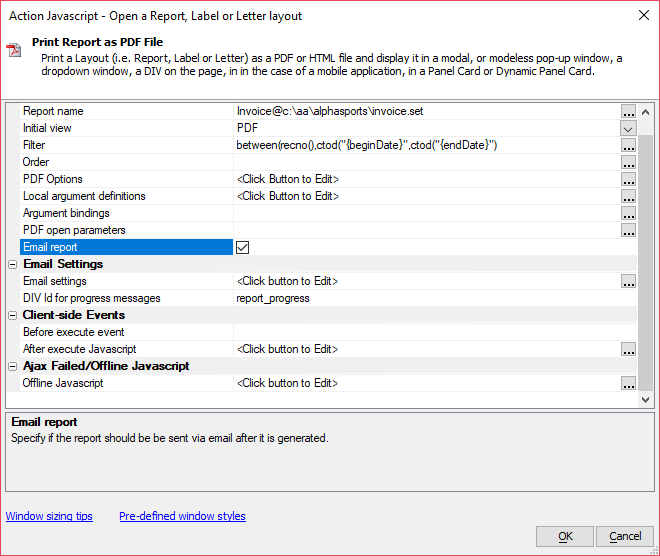 Action Javascript - Open a Report, Label or Letter layout
Print Report as PDF File
Print a Layout (i.e. Report, Label or Letter) as a PDF or HTML file and display it in a modal, or modeless pop-up window, a
dropdown window, a DIV on the page, in in the case of a mobile application, in a Panel Card or Dynamic Panel Card.
Report name Invoice@c:\aa\alphasports\invoice.set ...
Initial view PDF
Filter between(recno(),ctod("{beginDate}",ctod("{endDate}") ...
Order ...
PDF Options <Click Button to Edit> ...
Local argument definitions <Click Button to Edit> ...
Argument bindings ...
PDF open parameters ...
Email report
Email Settings
Email settings <Click button to Edit> ...
DIV Id for progress messages report_progress
Client-side Events
Before execute event
After execute Javascript <Click button to Edit> ...
Ajax Failed/Offline Javascript
Offline Javascript <Click button to Edit> ...
Email report
Specify if the report should be be sent via email after it is generated.
Window sizing tips Pre-defined window styles
OK Cancel